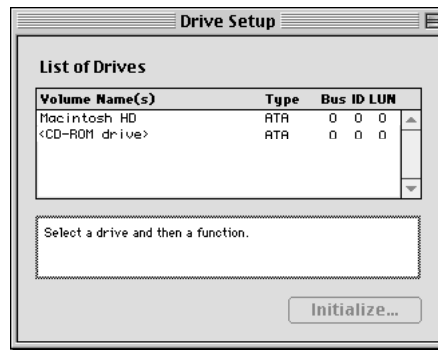 Drive Setup
List of Drives
Volume Name(s) Type Bus ID LUN
Macintosh HD ATA 0 0 0
<CD-ROM drive> ATA 0 0 0
Select a drive and then a function.
Initialize...